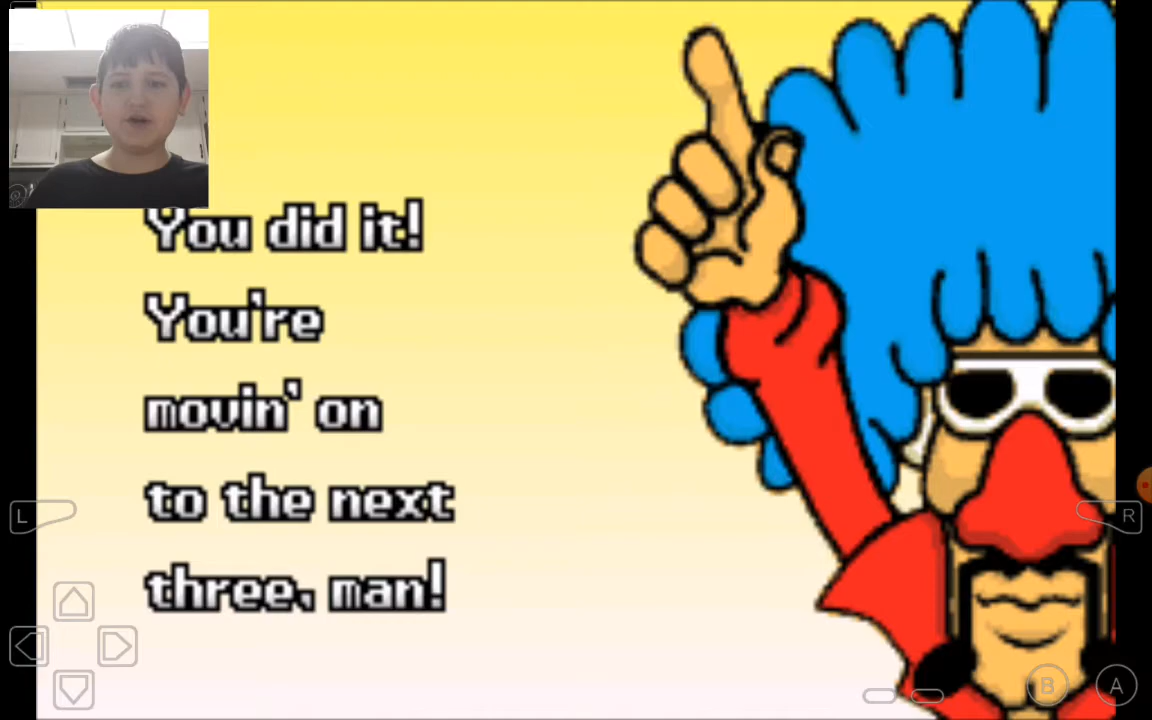 You did it!
You're
movin' on
to the next
three, man!
L
R
B
A